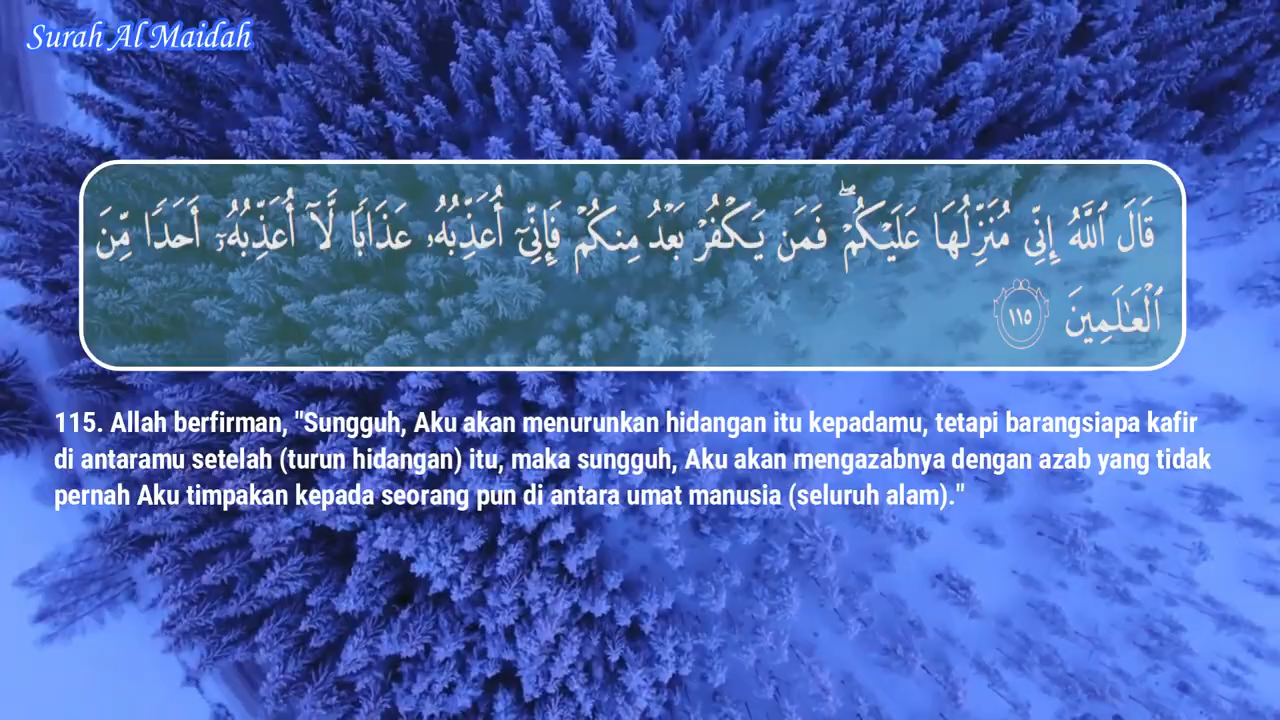 Surah Al Maidah
قَالَ ٱللَّهُ إِنِّى مُنَزِّلُهَا عَلَيْكُمْ ۖ فَمَن يَكْفُرْ بَعْدُ مِنكُمْ فَإِنِّىٓ أُعَذِّبُهُۥ عَذَابًا لَّآ أُعَذِّبُهُۥٓ أَحَدًا مِّنَ
ٱلْعَـٰلَمِينَ ١١٥
115. Allah berfirman, "Sungguh, Aku akan menurunkan hidangan itu kepadamu, tetapi barangsiapa kafir
di antaramu setelah (turun hidangan) itu, maka sungguh, Aku akan mengazabnya dengan azab yang tidak
pernah Aku timpakan kepada seorang pun di antara umat manusia (seluruh alam)."